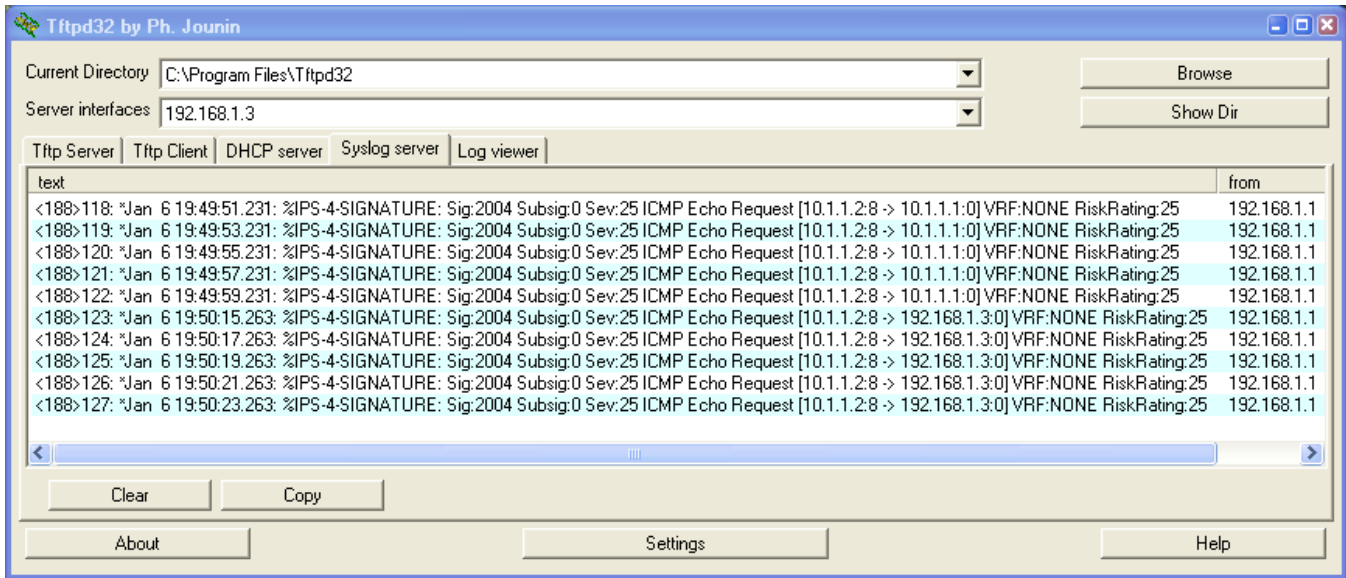 Tftpd32 by Ph. Jounin
Current Directory C:\Program Files\Tftpd32 Browse
Server interfaces 192.168.1.3 Show Dir
Tftp Server Tftp Client DHCP server Syslog server Log viewer
text from
<188>118: *Jan 6 19:49:51.231: %IPS-4-SIGNATURE: Sig:2004 Subsig:0 Sev:25 ICMP Echo Request [10.1.1.2:8 -> 10.1.1.1:0] VRF:NONE RiskRating:25 192.168.1.1
<188>119: *Jan 6 19:49:53.231: %IPS-4-SIGNATURE: Sig:2004 Subsig:0 Sev:25 ICMP Echo Request [10.1.1.2:8 -> 10.1.1.1:0] VRF:NONE RiskRating:25 192.168.1.1
<188>120: *Jan 6 19:49:55.231: %IPS-4-SIGNATURE: Sig:2004 Subsig:0 Sev:25 ICMP Echo Request [10.1.1.2:8 -> 10.1.1.1:0] VRF:NONE RiskRating:25 192.168.1.1
<188>121: *Jan 6 19:49:57.231: %IPS-4-SIGNATURE: Sig:2004 Subsig:0 Sev:25 ICMP Echo Request [10.1.1.2:8 -> 10.1.1.1:0] VRF:NONE RiskRating:25 192.168.1.1
<188>122: *Jan 6 19:49:59.231: %IPS-4-SIGNATURE: Sig:2004 Subsig:0 Sev:25 ICMP Echo Request [10.1.1.2:8 -> 10.1.1.1:0] VRF:NONE RiskRating:25 192.168.1.1
<188>123: *Jan 6 19:50:15.263: %IPS-4-SIGNATURE: Sig:2004 Subsig:0 Sev:25 ICMP Echo Request [10.1.1.2:8 -> 192.168.1.3:0] VRF:NONE RiskRating:25 192.168.1.1
<188>124: *Jan 6 19:50:17.263: %IPS-4-SIGNATURE: Sig:2004 Subsig:0 Sev:25 ICMP Echo Request [10.1.1.2:8 -> 192.168.1.3:0] VRF:NONE RiskRating:25 192.168.1.1
<188>125: *Jan 6 19:50:19.263: %IPS-4-SIGNATURE: Sig:2004 Subsig:0 Sev:25 ICMP Echo Request [10.1.1.2:8 -> 192.168.1.3:0] VRF:NONE RiskRating:25 192.168.1.1
<188>126: *Jan 6 19:50:21.263: %IPS-4-SIGNATURE: Sig:2004 Subsig:0 Sev:25 ICMP Echo Request [10.1.1.2:8 -> 192.168.1.3:0] VRF:NONE RiskRating:25 192.168.1.1
<188>127: *Jan 6 19:50:23.263: %IPS-4-SIGNATURE: Sig:2004 Subsig:0 Sev:25 ICMP Echo Request [10.1.1.2:8 -> 192.168.1.3:0] VRF:NONE RiskRating:25 192.168.1.1
Clear Copy
About Settings Help